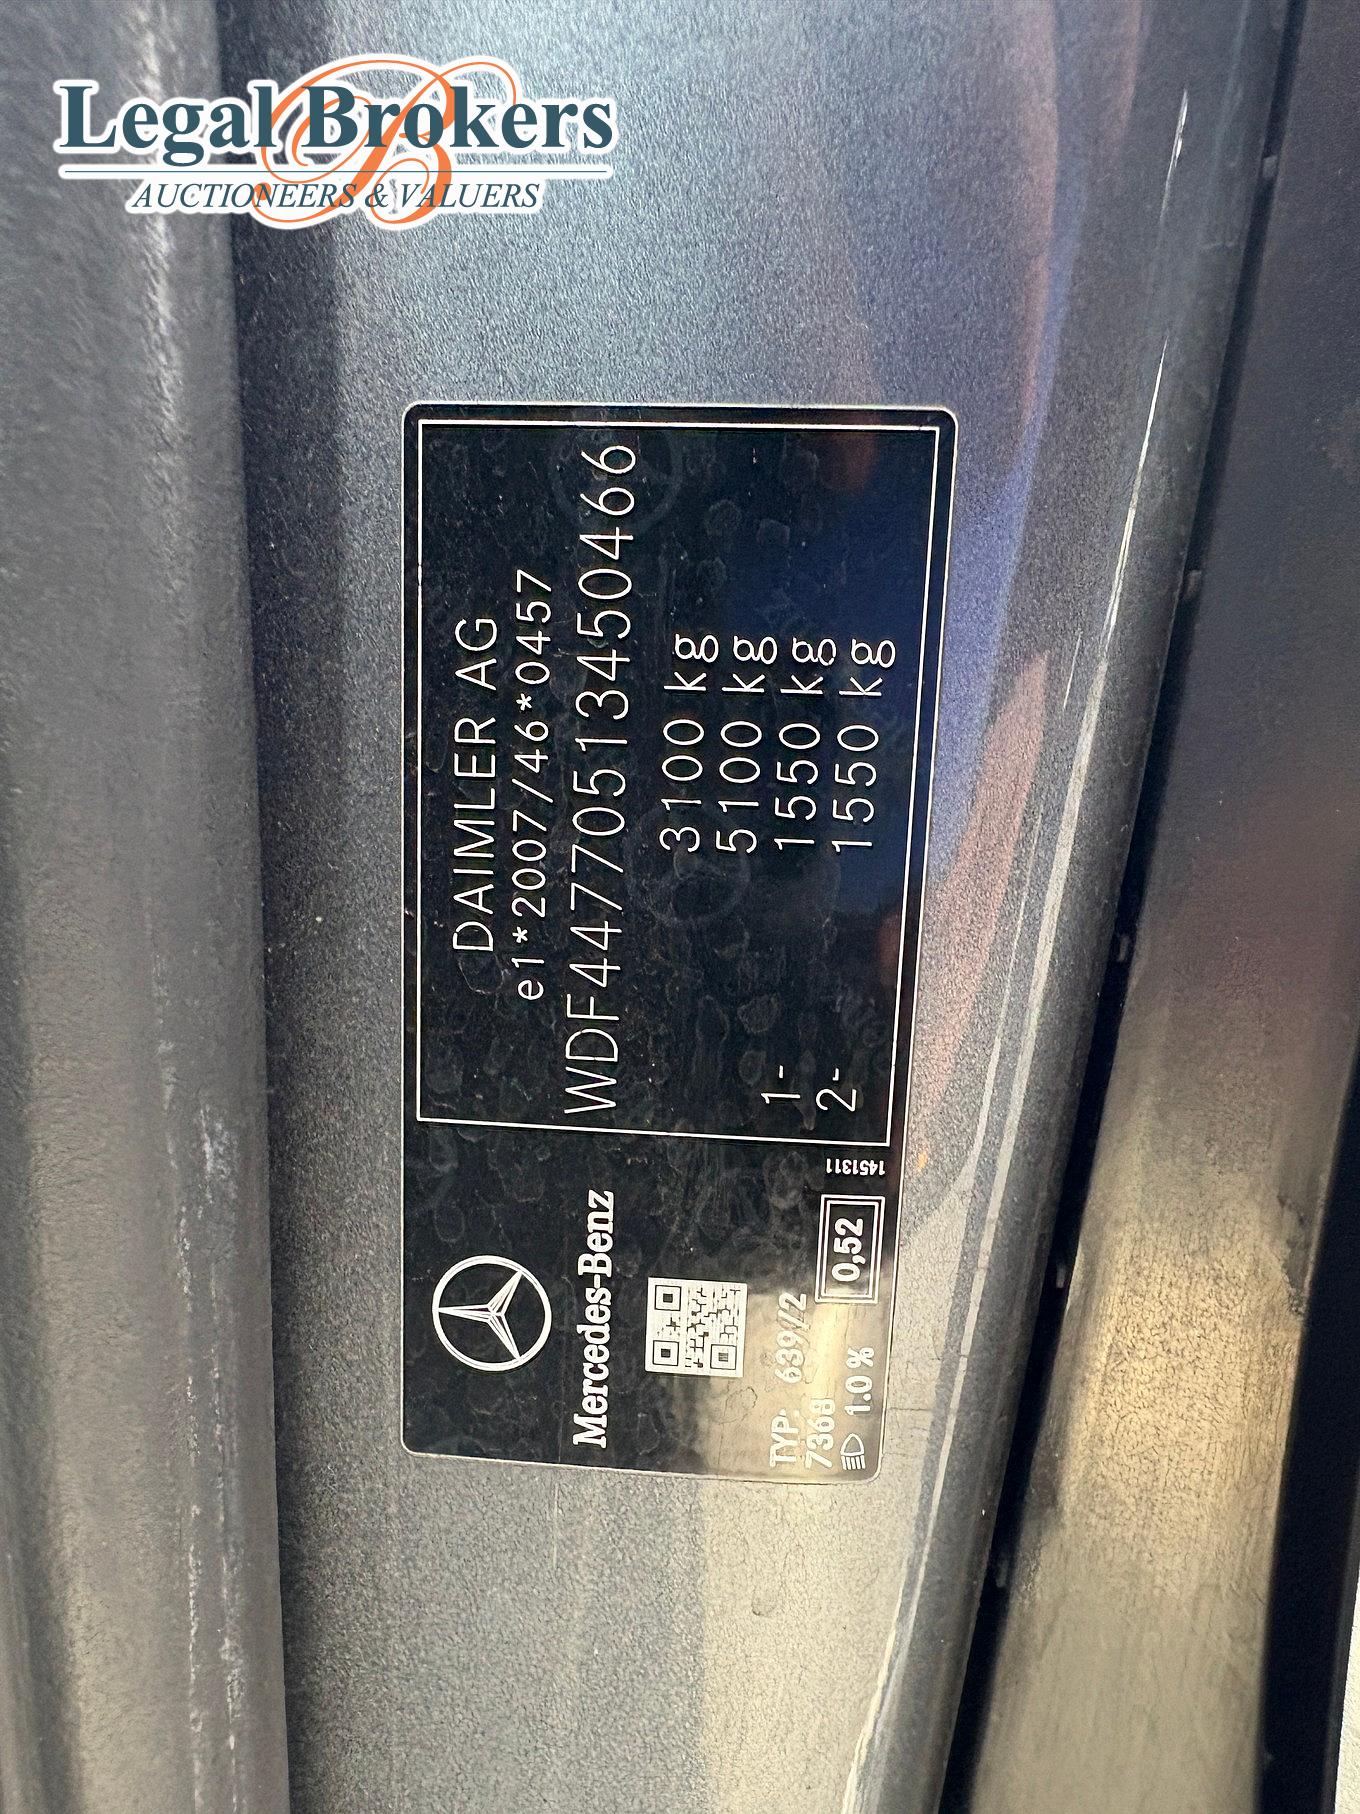 Legal Brokers
AUCTIONEERS & VALUERS
DAIMLER AG
e1*2007/46*0457
WDF44770513450466
3100 kg
5100 kg
1- 1550 kg
2- 1550 kg
Mercedes-Benz
TYP: 639/2
7368
1.0 %
0,52
1451311